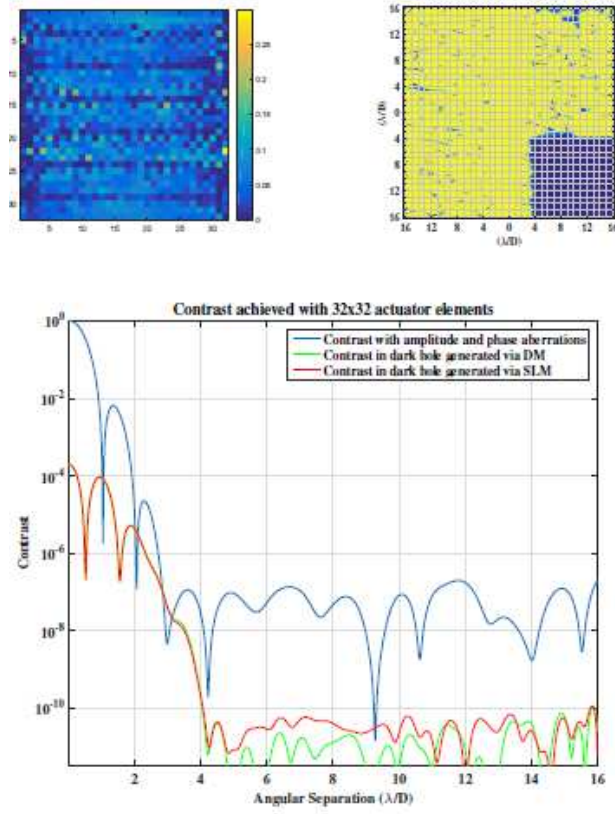 5
10
15
20
25
30
5 10 15 20 25 30
0.25
0.2
0.15
0.1
0.05
0
16
12
8
4
0
4
8
12
16
(λ/D)
16 12 8 4 0 4 8 12 16
(λ/D)
Contrast achieved with 32x32 actuator elements
Contrast with amplitude and phase aberrations
Contrast in dark hole generated via DM
Contrast in dark hole generated via SLM
10^0
10^-2
10^-4
10^-6
10^-8
10^-10
Contrast
2 4 6 8 10 12 14 16
Angular Separation (λ/D)